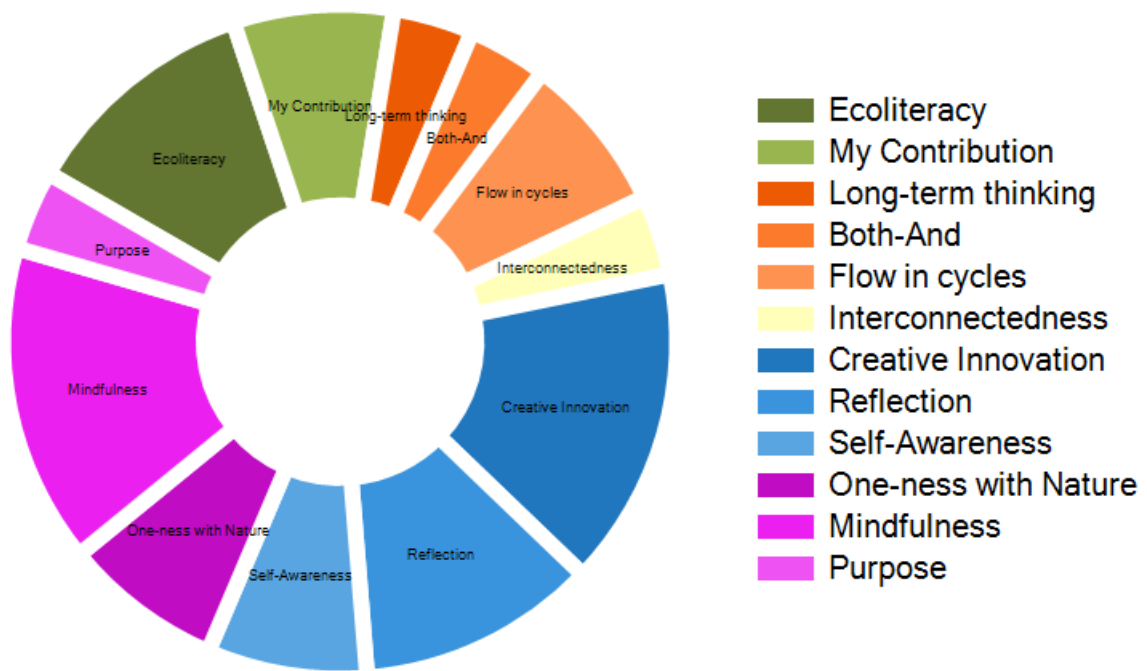 My Contribution
Long-term thinking
Both-And
Ecoliteracy
Flow in cycles
Purpose
Interconnectedness
Mindfulness
Creative Innovation
One-ness with Nature
Reflection
Self-Awareness
Ecoliteracy
My Contribution
Long-term thinking
Both-And
Flow in cycles
Interconnectedness
Creative Innovation
Reflection
Self-Awareness
One-ness with Nature
Mindfulness
Purpose